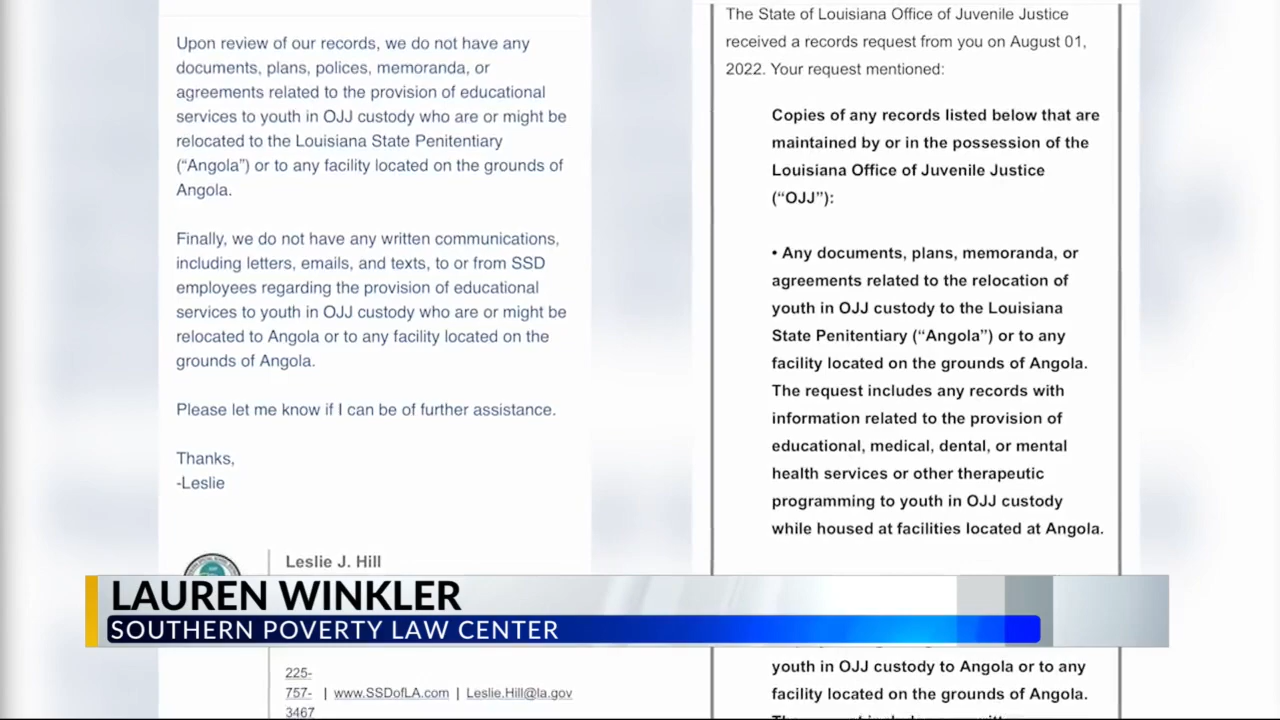 Upon review of our records, we do not have any
documents, plans, polices, memoranda, or
agreements related to the provision of educational
services to youth in OJJ custody who are or might be
relocated to the Louisiana State Penitentiary
(“Angola”) or to any facility located on the grounds of
Angola.
Finally, we do not have any written communications,
including letters, emails, and texts, to or from SSD
employees regarding the provision of educational
services to youth in OJJ custody who are or might be
relocated to Angola or to any facility located on the
grounds of Angola.
Please let me know if I can be of further assistance.
Thanks,
-Leslie
Leslie J. Hill
225-
757- | www.SSDofLA.com | Leslie.Hill@la.gov
3467
The State of Louisiana Office of Juvenile Justice
received a records request from you on August 01,
2022. Your request mentioned:
Copies of any records listed below that are
maintained by or in the possession of the
Louisiana Office of Juvenile Justice
(“OJJ”):
• Any documents, plans, memoranda, or
agreements related to the relocation of
youth in OJJ custody to the Louisiana
State Penitentiary (“Angola”) or to any
facility located on the grounds of Angola.
The request includes any records with
information related to the provision of
educational, medical, dental, or mental
health services or other therapeutic
programming to youth in OJJ custody
while housed at facilities located at Angola.
youth in OJJ custody to Angola or to any
facility located on the grounds of Angola.
LAUREN WINKLER
SOUTHERN POVERTY LAW CENTER